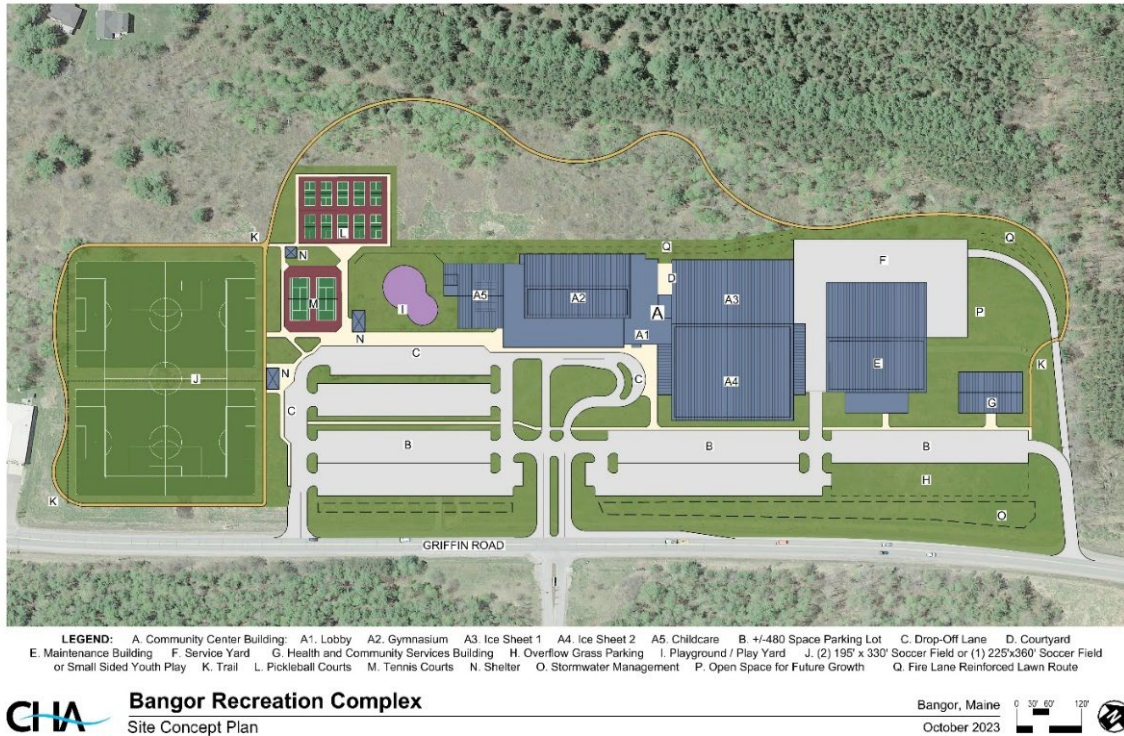 K
L
N
Q
Q
F
D
A5
A2
A
A3
M
I
P
A1
N
C
E
K
J
N
C
C
A4
G
B
B
B
H
K
O
GRIFFIN ROAD
LEGEND: A. Community Center Building: A1. Lobby A2. Gymnasium A3. Ice Sheet 1 A4. Ice Sheet 2 A5. Childcare B. +/-480 Space Parking Lot C. Drop-Off Lane D. Courtyard
E. Maintenance Building F. Service Yard G. Health and Community Services Building H. Overflow Grass Parking I. Playground / Play Yard J. (2) 195' x 330' Soccer Field or (1) 225'x360' Soccer Field
or Small Sided Youth Play K. Trail L. Pickleball Courts M. Tennis Courts N. Shelter O. Stormwater Management P. Open Space for Future Growth Q. Fire Lane Reinforced Lawn Route
CHA
Bangor Recreation Complex
Site Concept Plan
Bangor, Maine
October 2023
0 30' 60' 120'
N